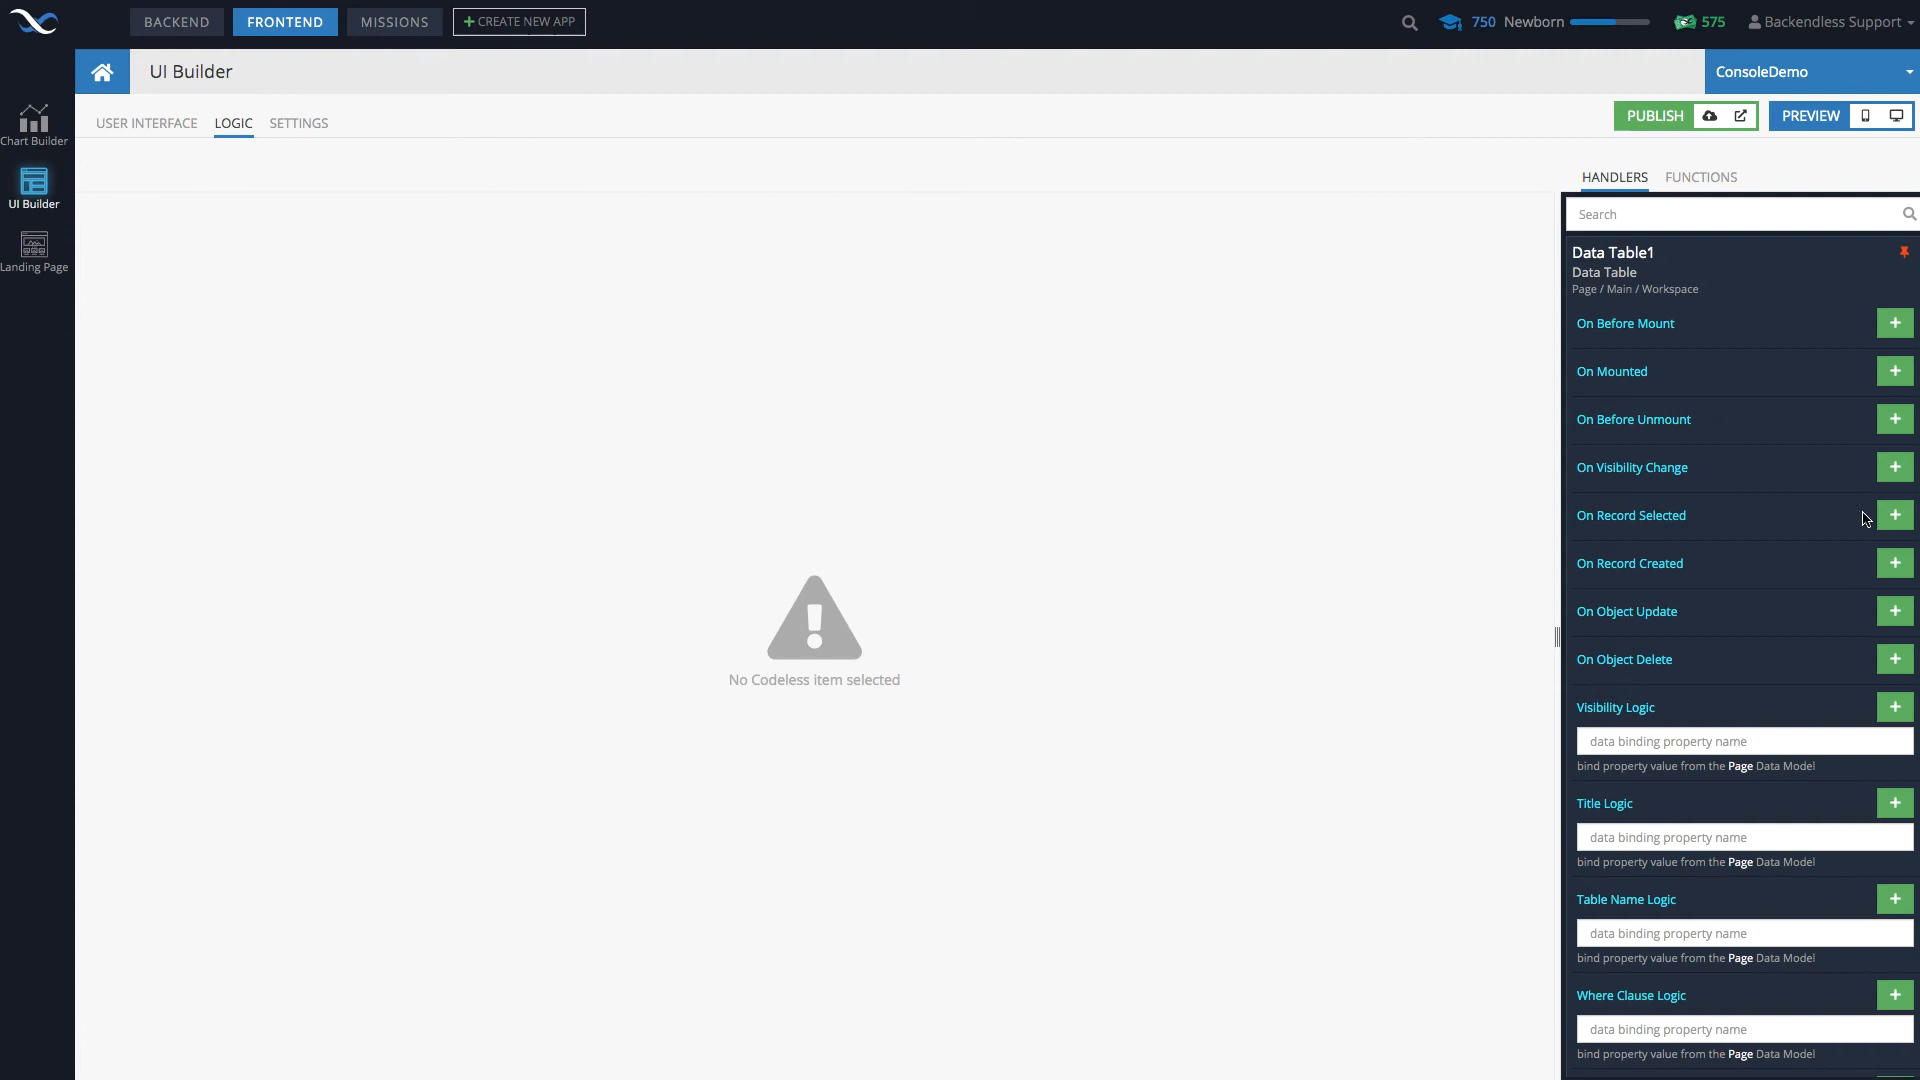 BACKEND FRONTEND MISSIONS CREATE NEW APP 750 Newborn 575 Backendless Support
UI Builder ConsoleDemo
USER INTERFACE LOGIC SETTINGS PUBLISH PREVIEW
Chart Builder
UI Builder
Landing Page
HANDLERS FUNCTIONS
Search
Data Table1
Data Table
Page / Main / Workspace
On Before Mount
On Mounted
On Before Unmount
On Visibility Change
On Record Selected
On Record Created
On Object Update
On Object Delete
No Codeless item selected
Visibility Logic
data binding property name
bind property value from the Page Data Model
Title Logic
data binding property name
bind property value from the Page Data Model
Table Name Logic
data binding property name
bind property value from the Page Data Model
Where Clause Logic
data binding property name
bind property value from the Page Data Model